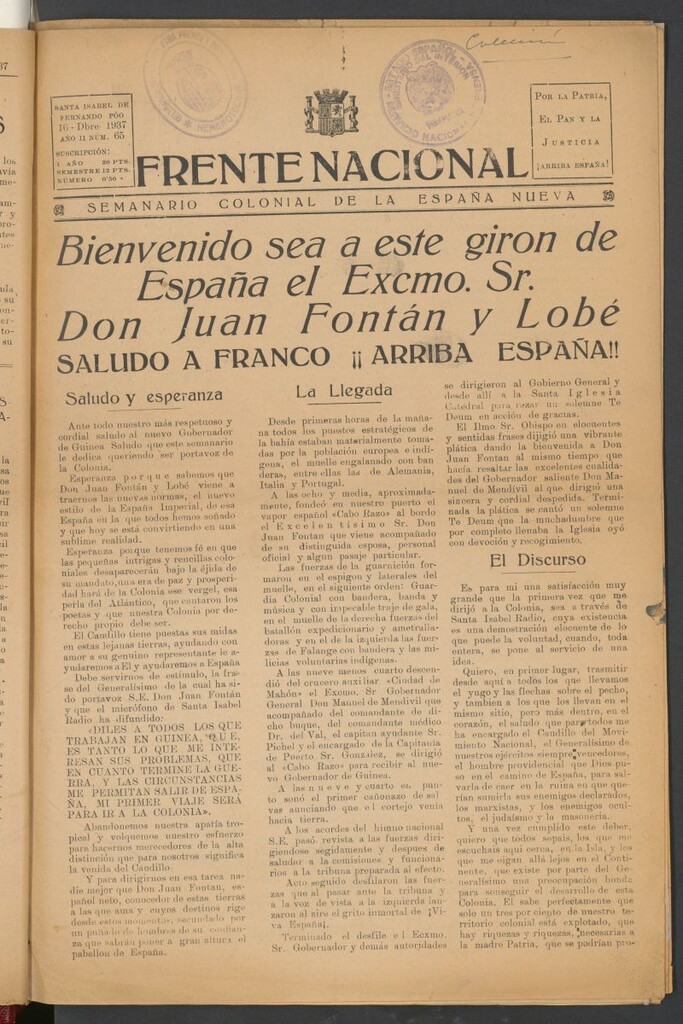 Colección
SANTA ISABEL DE
FERNANDO PÓO
16- Dbre- 1937
AÑO II NÚM. 65
SUSCRIPCIÓN:
1 AÑO 20 PTS.
SEMESTRE 12 PTS.
NÚMERO 0'50 »
FRENTE NACIONAL
POR LA PATRIA,
EL PAN Y LA
JUSTICIA
¡ARRIBA ESPAÑA!
SEMANARIO COLONIAL DE LA ESPAÑA NUEVA
Bienvenido sea a este giron de
España el Excmo. Sr.
Don Juan Fontán y Lobé
SALUDO A FRANCO ¡¡ ARRIBA ESPAÑA!!
Saludo y esperanza
Ante todo nuestro más respetuoso y
cordial saludo al nuevo Gobernador
de Guinea Saludo que este semanario
le dedica queriendo ser portavoz de
la Colonia.
Esperanza porque sabemos que
Don Juan Fontán y Lobé viene a
traernos las nuevas normas, el nuevo
estilo de la España Imperial, de esa
España en la que todos hemos soñado
y que hoy se está convirtiendo en una
sublime realidad.
Esperanza porque tenemos fé en que
las pequeñas intrigas y rencillas colo-
niales desaparecerán bajo la éjida de
su mandato, una era de paz y prosperi-
dad hará de la Colonia ese vergel, esa
perla del Atlántico, que cantaron los
poetas y que nuestra Colonia por de-
recho propio debe ser.
El Caudillo tiene puestas sus midas
en estas lejanas tierras, ayudando con
amor a su genuino representante le a-
yudaremos a El y ayudaremos a España
Debe servirnos de estimulo, la fra-
se del Generalísimo de la cual ha si-
do portavoz S.E. Don Juan Fontán
y que el micrófono de Santa Isabel
Radio ha difundido:
«DILES A TODOS LOS QUE
TRABAJAN EN GUINEA, QUE,
ES TANTO LO QUE ME INTE-
RESAN SUS PROBLEMAS, QUE
EN CUANTO TERMINE LA GUE-
RRA, Y LAS CIRCUNSTANCIAS
ME PERMITAN SALIR DE ESPA-
ÑA, MI PRIMER VIAJE SERÁ
PARA IR A LA COLONIA».
Abandonemos nuestra apatía tro-
pical y volquemos nuestro esfuerzo
para hacernos merecedores de la alta
distinción que para nosotros significa
la venida del Caudillo.
Y para dirigirnos en esa tarea na-
die mejor que Don Juan Fontan, es-
pañol neto, conocedor de estas tierras
a las que ama y cuyos destinos rige
desde estos momentos, secundado por
un puñado de hombres de su confian-
za que sabrán poner a gran altura el
pabellon de España.
La Llegada
Desde primeras horas de la maña-
na todos los puestos estratégicos de
la bahía estaban materialmente toma-
das por la población europea e indí-
gena, el muelle engalanado con ban-
deras, entre ellas las de Alemania,
Italia y Portugal.
A las ocho y media, aproximada-
mente, fondeó en nuestro puerto el
vapor español «Cabo Razo» al bordo
el Excelentísimo Sr. Don
Juan Fontan que viene acompañado
de su distinguida esposa, personal
oficial y algun pasaje particular.
Las fuerzas de la guarnición for-
maron en el espigon y laterales del
muelle, en el siguiente orden: Guar-
dia Colonial con bandera, banda y
música y con impecable traje de gala,
en el muelle de la derecha fuerzas del
batallón expedicionario y ametralla-
doras y en el de la izquierda las fuer-
zas de Falange con bandera y las mi-
licias voluntarias indígenas.
A las nueve menos cuarto descen-
dió del crucero auxiliar «Ciudad de
Mahón» el Excmo. Sr Gobernador
General Don Manuel de Mendivil que
acompañado del comandante de di-
cho buque, del comandante médico
Dr. del Val, el capitan ayudante Sr.
Pichel y el encargado de la Capitanía
de Puerto Sr. Gonzalez, se dirigió
al «Cabo Razo» para recibir al nue-
vo Gobernador de Guinea.
A las nueve y cuarto en pun-
to sonó el primer cañonazo de sal-
vas anunciando que el cortejo venía
hacia tierra.
A los acordes del himno nacional
S.E. pasó revista a las fuerzas diri-
giendose segidamente y despues de
saludar a la comisiones y funciona-
rios a la tribuna preparada al efecto.
Acto seguido desfilaron las fuer-
zas que al pasar ante la tribuna y
a la voz de vista a la izquierda lan-
zaron al aire el grito inmortal de ¡Vi-
va España!.
Terminado el desfile el Ecxmo.
Sr. Gobernador y demás autoridades
se dirigieron al Gobierno General y
desde allí a la Santa Iglesia
Catedral para rezar un solemne Te
Deum en acción de gracias.
El Ilmo. Sr. Obispo en elocuentes
y sentidas frases dijigió una vibrante
plática dando la bienvenida a Don
Juan Fontan al mismo tiempo que
hacía resaltar las excelentes cualida-
des del Gobernador saliente Don Ma-
nuel de Mendívil al que dirigió una
sincera y cordial despedida. Termina-
da la plática se cantó un solemne
Te Deum que la muchadumbre que
por completo llenaba la Iglesia oyó
con devoción y recogimiento.
El Discurso
Es para mi una satisfacción muy
grande que la primera vez que me
dirijó a la Colonia, sea a través de
Santa Isabel Radio, cuya existencia
es una demostración elocuente de lo
que puede la voluntad, cuando, toda
entera, se pone al servicio de una
idea.
Quiero, en primer lugar, trasmitir
desde aquí a todos los que llevamos
el yugo y las flechas sobre el pecho,
y tambien a los que los llevan en el
mismo sitio, pero más dentro, en el
corazón, el saludo que para todos me
ha encargado el Caudillo del Movi-
miento Nacional, el Generalísimo de
nuestros ejércitos siempre vencedores,
el hombre providencial que Dios pu-
so en el camino de España, para sal-
varla de caer en la ruina en que que-
rían sumirla sus enemigos declarados,
los marxistas, y los enemigos ocul-
tos, el judaísmo y la masonería.
Y una vez cumplido este deber,
quiero que todos sepais, los que me
escuchais aquí cerca, en la Isla, y los
que me oigan allá lejos en el Conti-
nente, que existe por parte del Ge-
neralísimo una preocupación honda
para conseguir el desarrollo de esta
Colonia. El sabe perfectamente que
solo un tres por ciento de nuestro te-
rritorio colonial está explotado, que
hay riquezas y riquezas, necesarias a
la madre Patria, que se podrían pro-